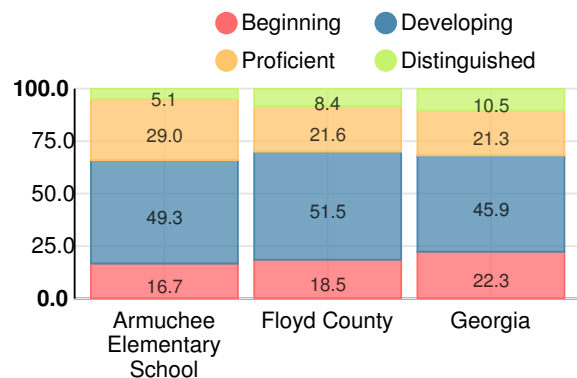 Beginning Developing
Proficient Distinguished
100.0
5.1 8.4 10.5
29.0 21.6 21.3
75.0
50.0
49.3 51.5 45.9
25.0
16.7 18.5 22.3
0.0
Armuchee Floyd County Georgia
Elementary
School